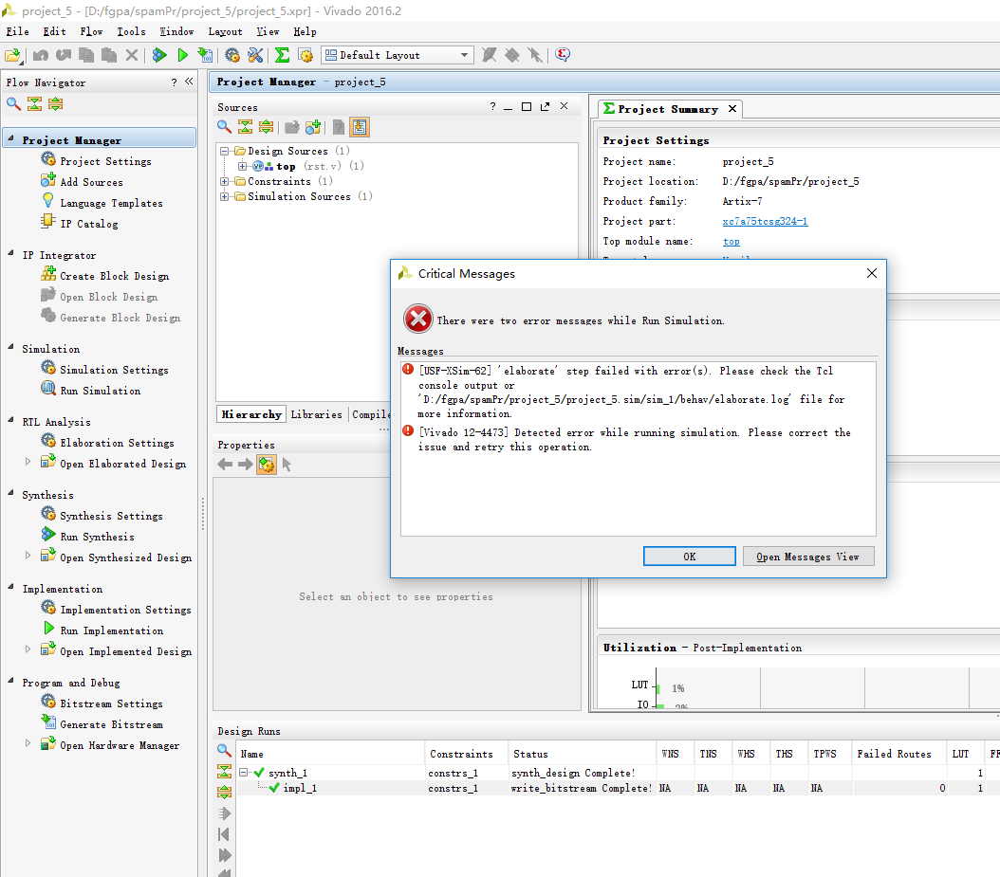 project_5 - [D:/fgpa/spamPr/project_5/project_5.xpr] - Vivado 2016.2
File Edit Flow Tools Window Layout View Help
Default Layout
Flow Navigator ? «
Project Manager
Project Settings
Add Sources
Language Templates
IP Catalog
IP Integrator
Create Block Design
Open Block Design
Generate Block Design
Simulation
Simulation Settings
Run Simulation
RTL Analysis
Elaboration Settings
Open Elaborated Design
Synthesis
Synthesis Settings
Run Synthesis
Open Synthesized Design
Implementation
Implementation Settings
Run Implementation
Open Implemented Design
Program and Debug
Bitstream Settings
Generate Bitstream
Open Hardware Manager
Project Manager - project_5
Sources
Design Sources (1)
top (rst.v) (1)
Constraints (1)
Simulation Sources (1)
Hierarchy Libraries Compile
Properties
Select an object to see properties
Project Summary
Project Settings
Project name: project_5
Project location: D:/fgpa/spamPr/project_5
Product family: Artix-7
Project part: xc7a75tcsg324-1
Top module name: top
Critical Messages
There were two error messages while Run Simulation.
Messages
[USF-XSim-62] 'elaborate' step failed with error(s). Please check the Tcl
console output or
'D:/fgpa/spamPr/project_5/project_5.sim/sim_1/behav/elaborate.log' file for
more information.
[Vivado 12-4473] Detected error while running simulation. Please correct the
issue and retry this operation.
OK Open Messages View
Utilization - Post-Implementation
LUT 1%
IO
Design Runs
Name Constraints Status WNS TNS WHS THS TPWS Failed Routes LUT FF
synth_1 constrs_1 synth_design Complete! 1
impl_1 constrs_1 write_bitstream Complete! NA NA NA NA NA 0 1